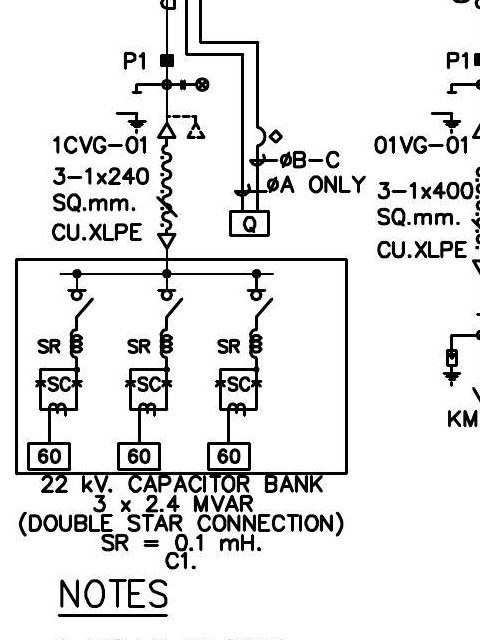 P1
P1
1CVG-01
3-1x240
SQ.mm.
CU.XLPE
ØB-C
ØA ONLY
Q
01VG-01
3-1x400
SQ.mm.
CU.XLPE
SR
SR
SR
SC
SC
SC
60
60
60
KM
22 kV. CAPACITOR BANK
3 x 2.4 MVAR
(DOUBLE STAR CONNECTION)
SR = 0.1 mH.
C1.
NOTES